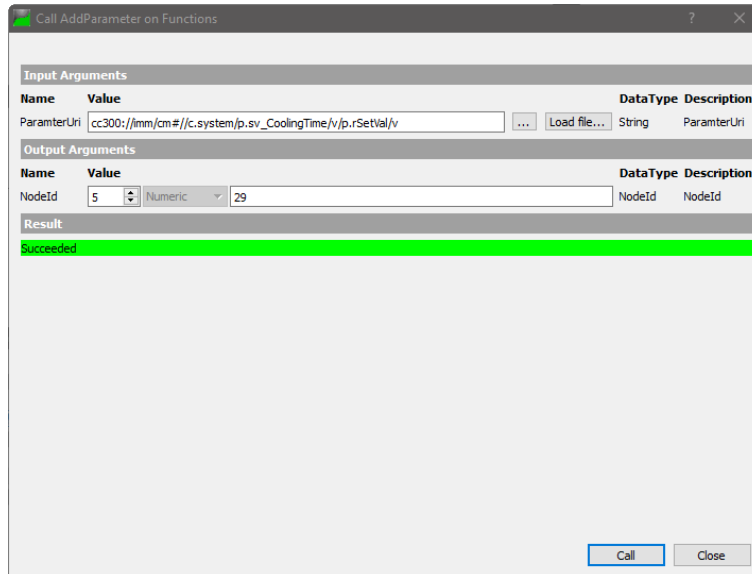 Call AddParameter on Functions
Input Arguments
Name Value DataType Description
ParamterUri cc300://imm/cm#//c.system/p.sv_CoolingTime/v/p.rSetVal/v ... Load file... String ParamterUri
Output Arguments
Name Value DataType Description
NodeId 5 Numeric 29 NodeId NodeId
Result
Succeeded
Call Close